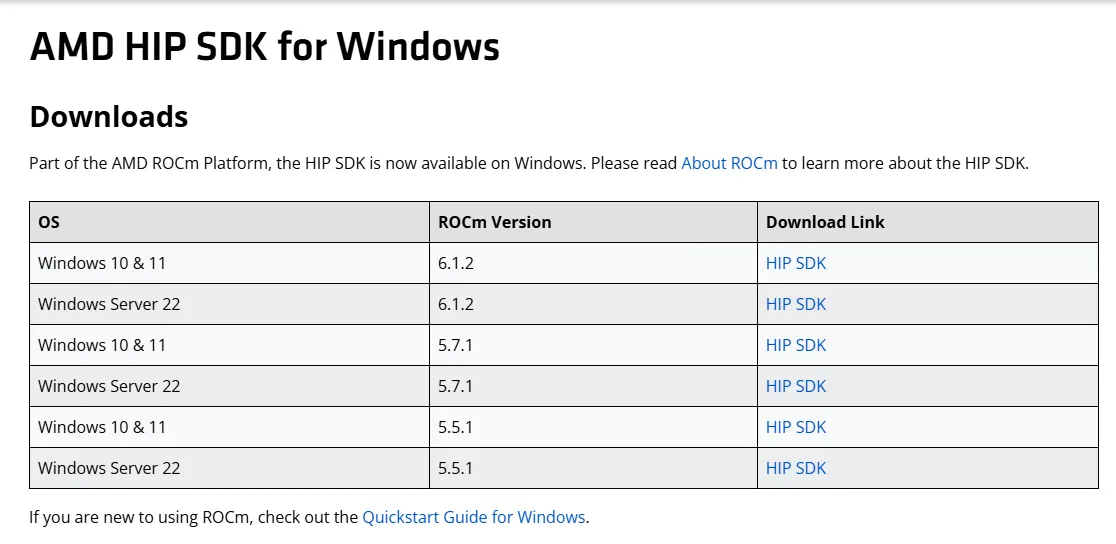 AMD HIP SDK for Windows
Downloads
Part of the AMD ROCm Platform, the HIP SDK is now available on Windows. Please read About ROCm to learn more about the HIP SDK.
OS ROCm Version Download Link
Windows 10 & 11 6.1.2 HIP SDK
Windows Server 22 6.1.2 HIP SDK
Windows 10 & 11 5.7.1 HIP SDK
Windows Server 22 5.7.1 HIP SDK
Windows 10 & 11 5.5.1 HIP SDK
Windows Server 22 5.5.1 HIP SDK
If you are new to using ROCm, check out the Quickstart Guide for Windows.